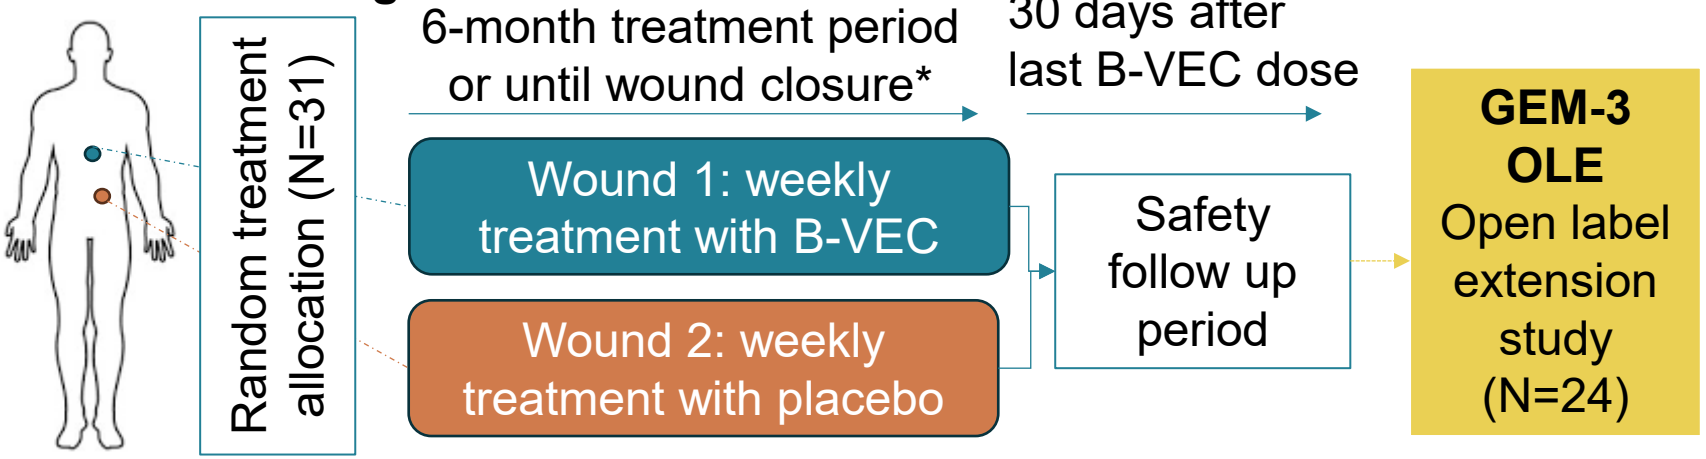 Random treatment
allocation (N=31)
6-month treatment period
or until wound closure*
30 days after
last B-VEC dose
Wound 1: weekly
treatment with B-VEC
Wound 2: weekly
treatment with placebo
Safety
follow up
period
GEM-3
OLE
Open label
extension
study
(N=24)